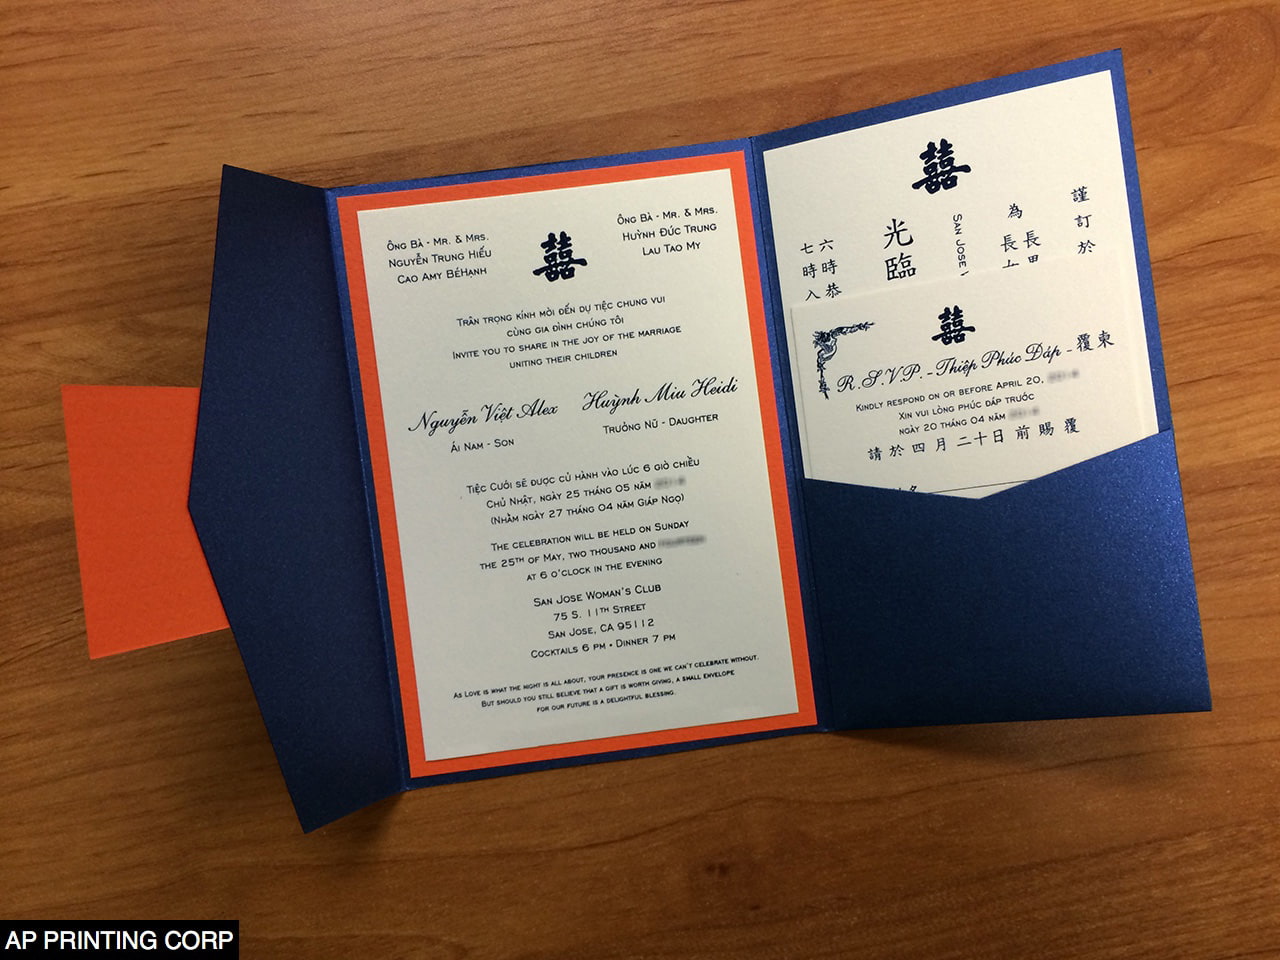 ÔNG BÀ - MR. & MRS.
NGUYỄN TRUNG HIẾU
CAO AMY BÉHẠNH
囍
ÔNG BÀ - MR. & MRS.
HUỲNH ĐỨC TRUNG
LAU TAO MY
TRÂN TRỌNG KÍNH MỜI ĐẾN DỰ TIỆC CHUNG VUI
CÙNG GIA ĐÌNH CHÚNG TÔI
INVITE YOU TO SHARE IN THE JOY OF THE MARRIAGE
UNITING THEIR CHILDREN
Nguyễn Việt Alex
ÁI NAM - SON
Huỳnh Miu Heidi
TRƯỞNG NỮ - DAUGHTER
TIỆC CƯỚI SẼ ĐƯỢC CỦ HÀNH VÀO LÚC 6 GIỜ CHIỀU
CHỦ NHẬT, NGÀY 25 THÁNG 05 NĂM
(NHẰM NGÀY 27 THÁNG 04 NĂM GIÁP NGỌ)
THE CELEBRATION WILL BE HELD ON SUNDAY
THE 25TH OF MAY, TWO THOUSAND AND
AT 6 O'CLOCK IN THE EVENING
SAN JOSE WOMAN'S CLUB
75 S. 11TH STREET
SAN JOSE, CA 95112
COCKTAILS 6 PM • DINNER 7 PM
AS LOVE IS WHAT THE NIGHT IS ALL ABOUT, YOUR PRESENCE IS ONE WE CAN'T CELEBRATE WITHOUT.
BUT SHOULD YOU STILL BELIEVE THAT A GIFT IS WORTH GIVING, A SMALL ENVELOPE
FOR OUR FUTURE IS A DELIGHTFUL BLESSING.
囍
謹訂於
為長男
長女
SAN JOSE
光臨
六時恭
七時入
囍
R.S.V.P. - Thiệp Phúc Đáp - 覆柬
KINDLY RESPOND ON OR BEFORE APRIL 20,
XIN VUI LÒNG PHÚC ĐÁP TRƯỚC
NGÀY 20 THÁNG 04 NĂM
請於四月二十日前賜覆
AP PRINTING CORP